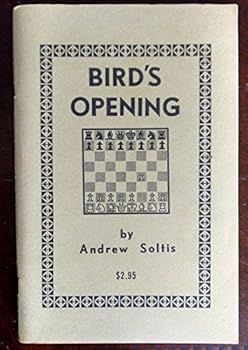 BIRD'S
OPENING
by
Andrew Soltis
$2.95